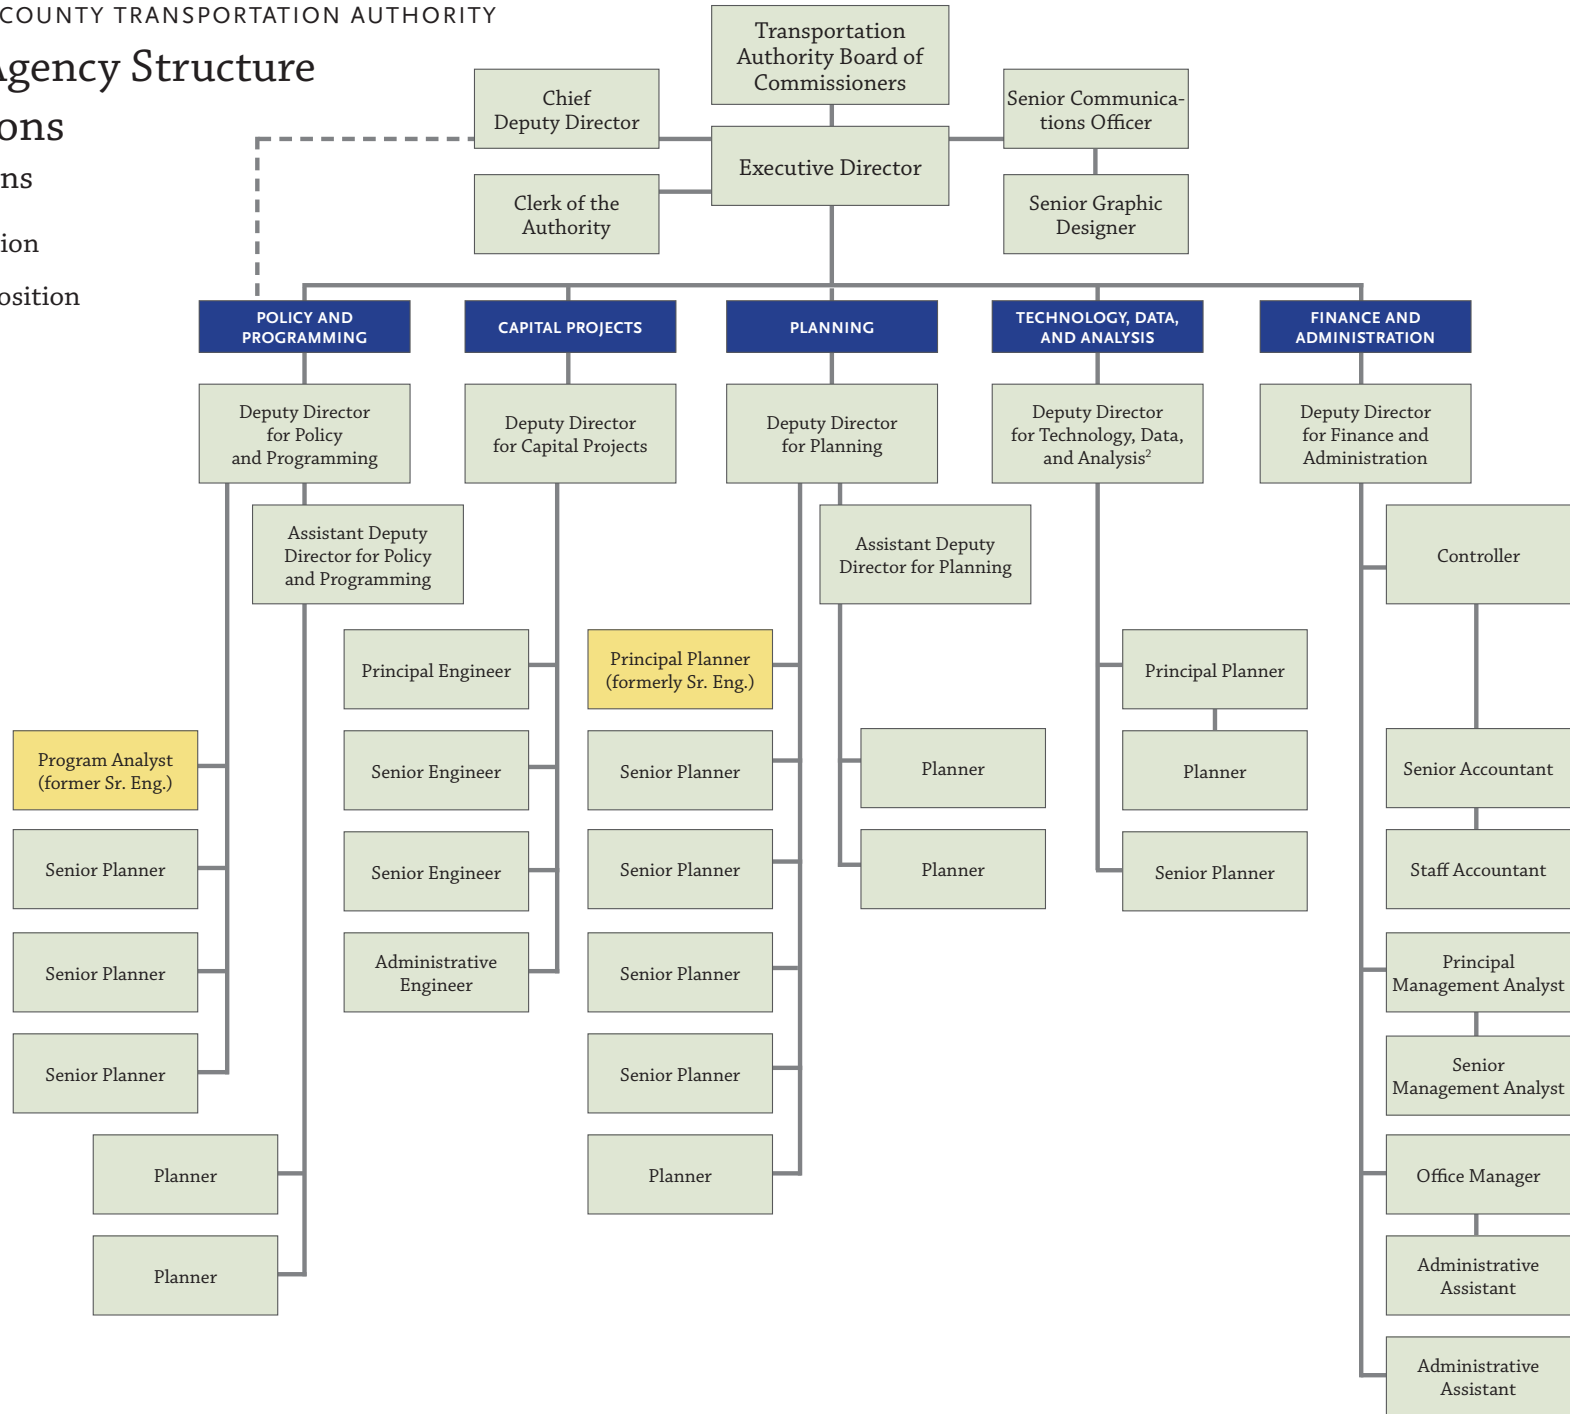 COUNTY TRANSPORTATION AUTHORITY
Agency Structure
ons
ns
ion
osition
Transportation
Authority Board of
Commissioners
Chief
Deputy Director
Senior Communica-
tions Officer
Executive Director
Clerk of the
Authority
Senior Graphic
Designer
POLICY AND
PROGRAMMING
CAPITAL PROJECTS
PLANNING
TECHNOLOGY, DATA,
AND ANALYSIS
FINANCE AND
ADMINISTRATION
Deputy Director
for Policy
and Programming
Deputy Director
for Capital Projects
Deputy Director
for Planning
Deputy Director
for Technology, Data,
and Analysis²
Deputy Director
for Finance and
Administration
Assistant Deputy
Director for Policy
and Programming
Assistant Deputy
Director for Planning
Controller
Principal Engineer
Principal Planner
(formerly Sr. Eng.)
Principal Planner
Program Analyst
(former Sr. Eng.)
Senior Engineer
Senior Planner
Planner
Planner
Senior Accountant
Senior Planner
Senior Engineer
Senior Planner
Planner
Senior Planner
Staff Accountant
Senior Planner
Administrative
Engineer
Senior Planner
Principal
Management Analyst
Senior Planner
Senior Planner
Senior
Management Analyst
Planner
Planner
Office Manager
Planner
Administrative
Assistant
Administrative
Assistant